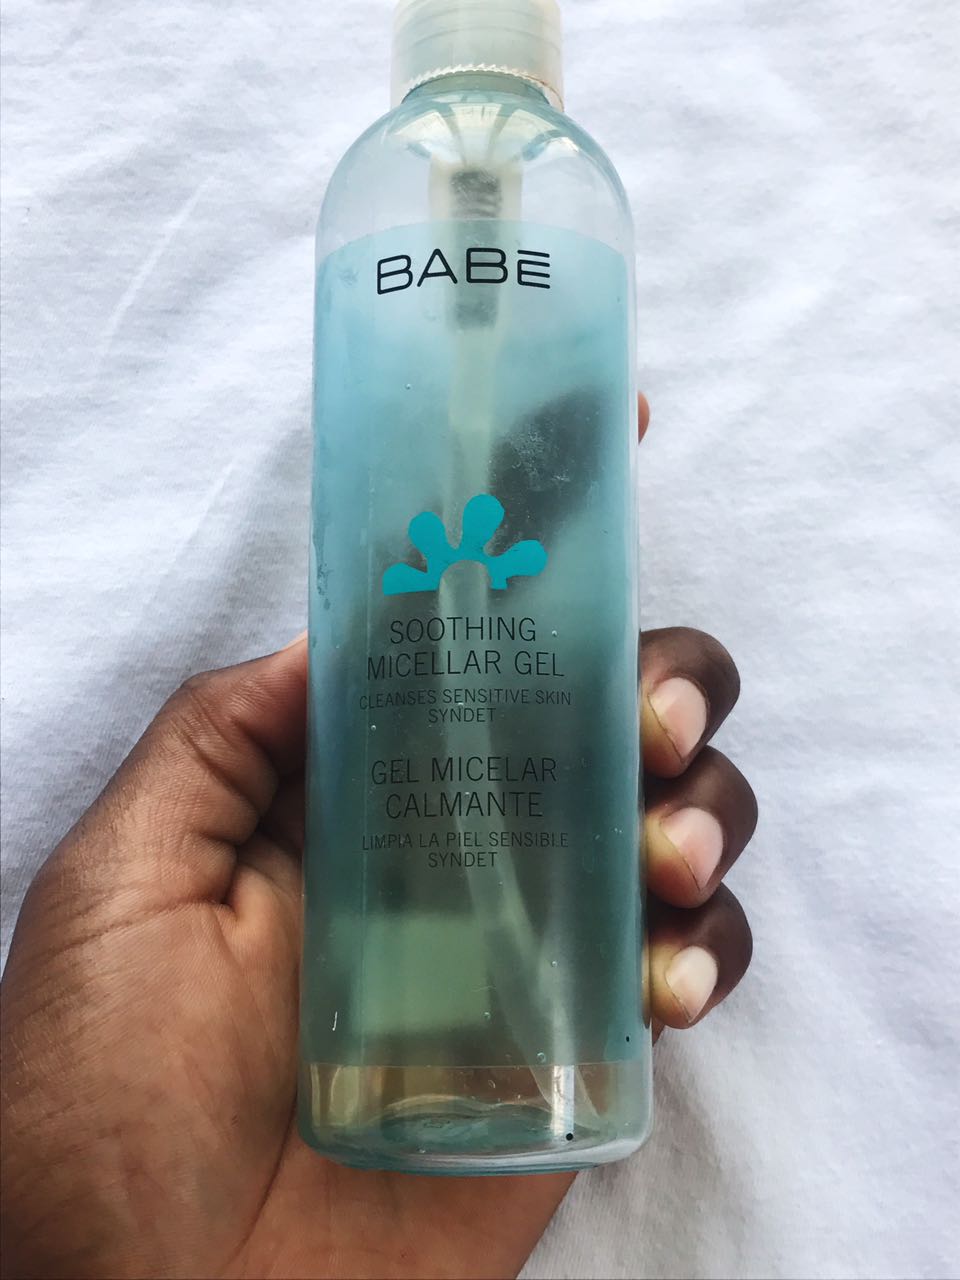 BABĒ
SOOTHING
MICELLAR GEL
CLEANSES SENSITIVE SKIN
SYNDET
GEL MICELAR
CALMANTE
LIMPIA LA PIEL SENSIBLE
SYNDET